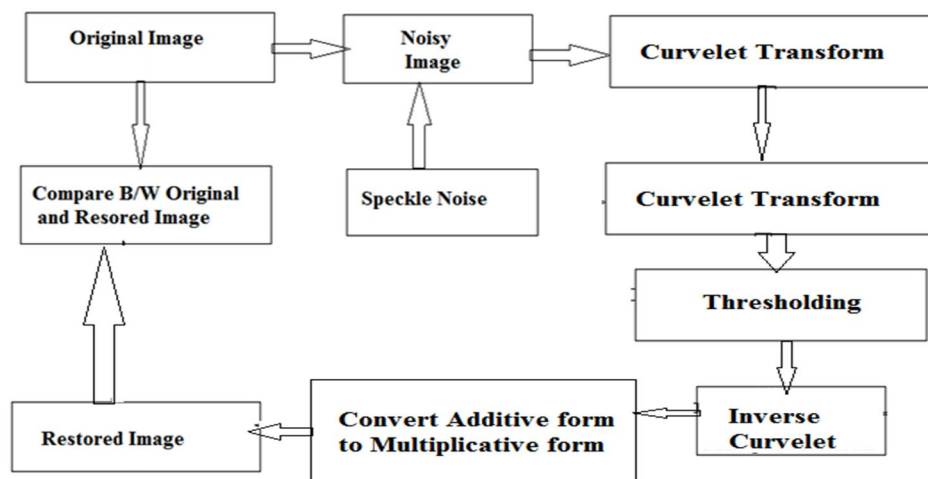 Original Image
Noisy
Image
Curvelet Transform
Compare B/W Original
and Resored Image
Speckle Noise
Curvelet Transform
Thresholding
Inverse
Curvelet
Convert Additive form
to Multiplicative form
Restored Image